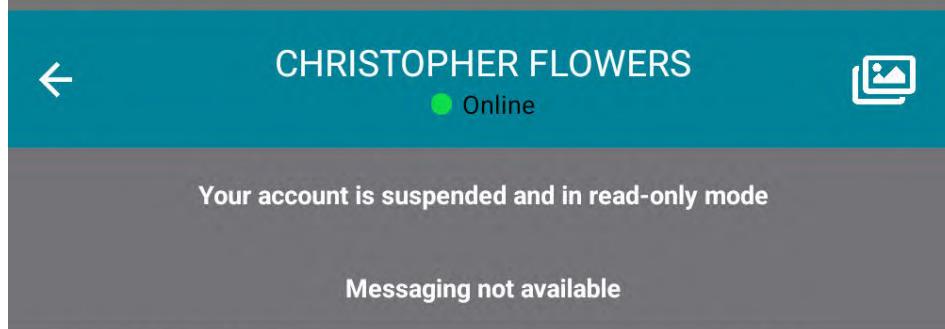 CHRISTOPHER FLOWERS
Online
Your account is suspended and in read-only mode
Messaging not available